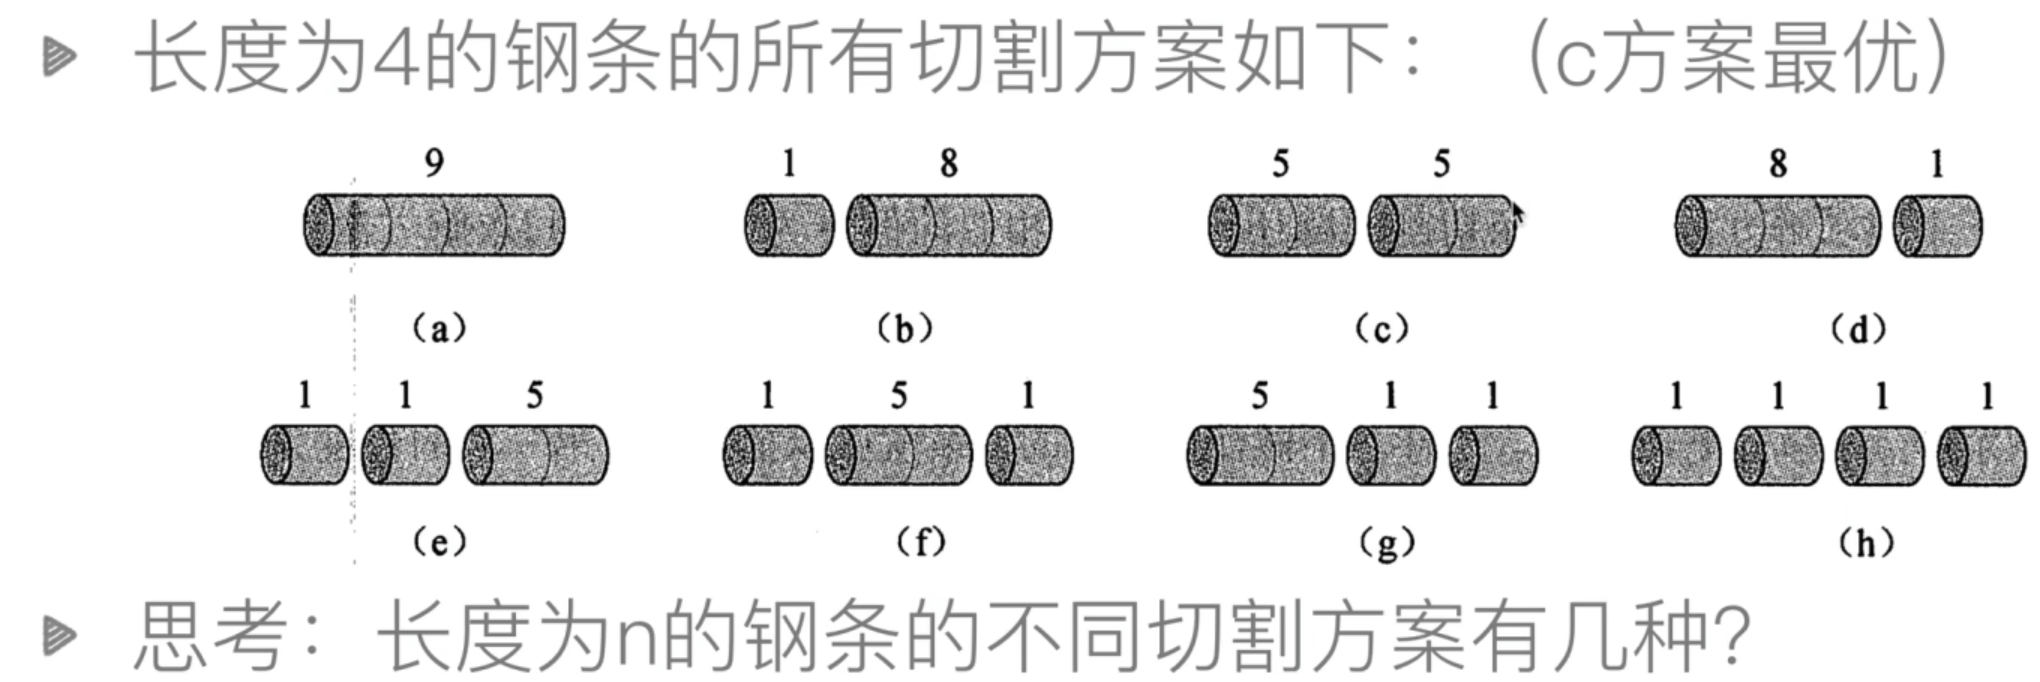 长度为4的钢条的所有切割方案如下：（c方案最优）
9 1 8 5 5 8 1
(a) (b) (c) (d)
1 1 5 1 5 1 5 1 1 1 1 1 1
(e) (f) (g) (h)
思考：长度为n的钢条的不同切割方案有几种？